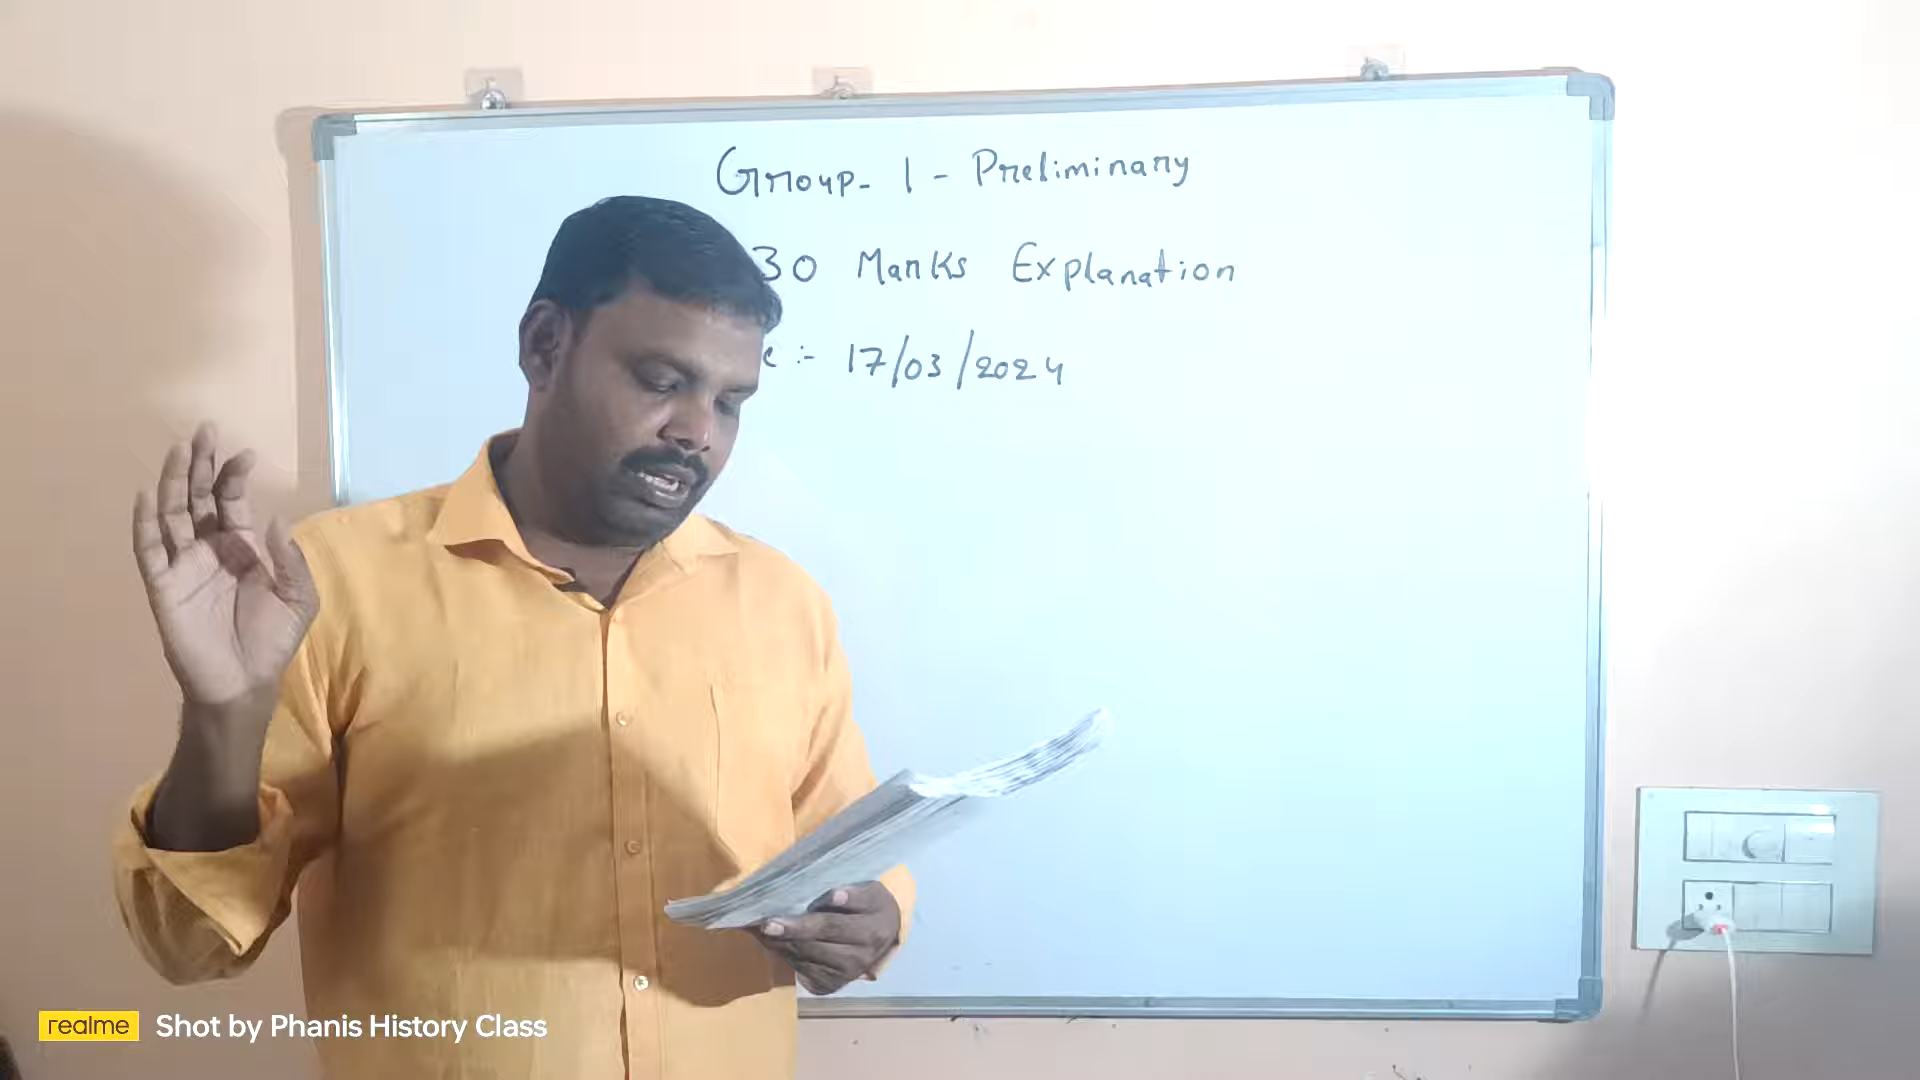 Group- 1 - Preliminary
30 Marks Explanation
:- 17/03/2024
realme Shot by Phanis History Class